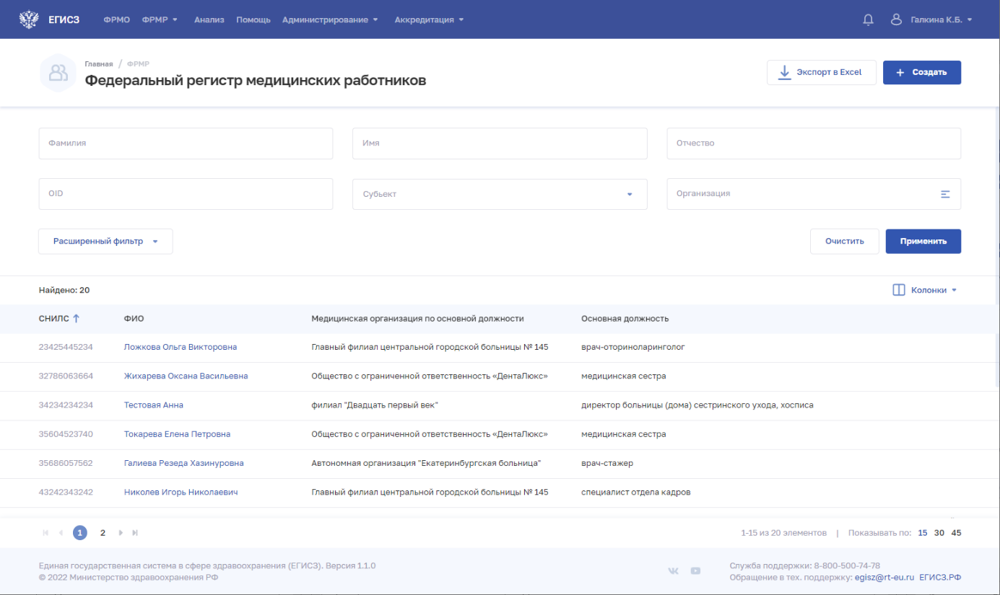 ЕГИСЗ ФРМО ФРМР Анализ Помощь Администрирование Аккредитация Галкина К.Б.
Главная / ФРМР
Федеральный регистр медицинских работников
Экспорт в Excel
+ Создать
Фамилия Имя Отчество
OID Субъект Организация
Расширенный фильтр Очистить Применить
Найдено: 20 Колонки
СНИЛС ФИО Медицинская организация по основной должности Основная должность
23425445234 Ложкова Ольга Викторовна Главный филиал центральной городской больницы № 145 врач-оториноларинголог
32786063664 Жихарева Оксана Васильевна Общество с ограниченной ответственность «ДентаЛюкс» медицинская сестра
34234234234 Тестовая Анна филиал "Двадцать первый век" директор больницы (дома) сестринского ухода, хосписа
35604523740 Токарева Елена Петровна Общество с ограниченной ответственность «ДентаЛюкс» медицинская сестра
35686057562 Галиева Резеда Хазинуровна Автономная организация "Екатеринбургская больница" врач-стажер
43242343242 Николев Игорь Николаевич Главный филиал центральной городской больницы № 145 специалист отдела кадров
1 2 1-15 из 20 элементов | Показывать по: 15 30 45
Единая государственная система в сфере здравоохранения (ЕГИСЗ). Версия 1.1.0
© 2022 Министерство здравоохранения РФ
Служба поддержки: 8-800-500-74-78
Обращение в тех. поддержку: egisz@rt-eu.ru ЕГИСЗ.РФ